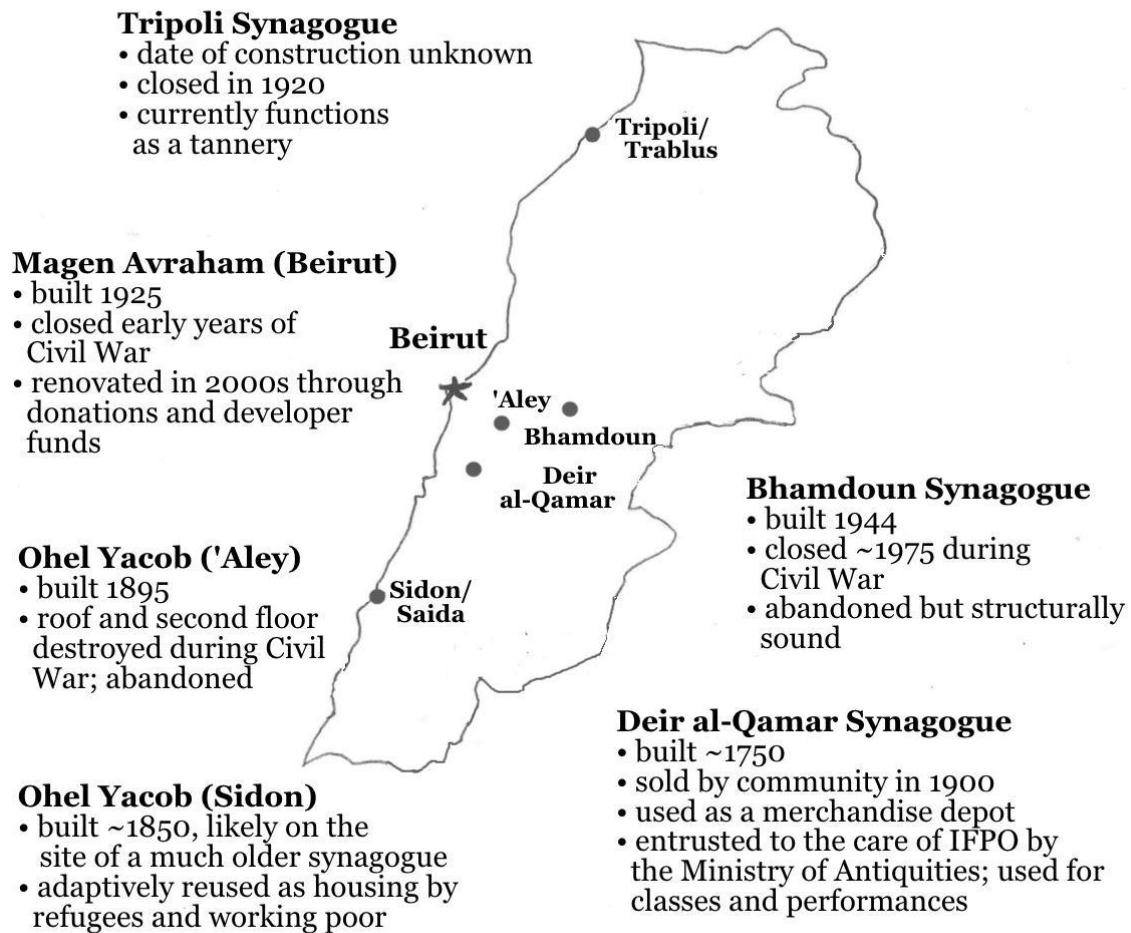 Tripoli Synagogue
• date of construction unknown
• closed in 1920
• currently functions
as a tannery
Tripoli/
Trablus
Magen Avraham (Beirut)
• built 1925
• closed early years of
Civil War
• renovated in 2000s through
donations and developer
funds
Beirut
'Aley
Bhamdoun
Deir
al-Qamar
Bhamdoun Synagogue
• built 1944
• closed ~1975 during
Civil War
• abandoned but structurally
sound
Ohel Yacob ('Aley)
• built 1895
• roof and second floor
destroyed during Civil
War; abandoned
Sidon/
Saida
Deir al-Qamar Synagogue
• built ~1750
• sold by community in 1900
• used as a merchandise depot
• entrusted to the care of IFPO by
the Ministry of Antiquities; used for
classes and performances
Ohel Yacob (Sidon)
• built ~1850, likely on the
site of a much older synagogue
• adaptively reused as housing by
refugees and working poor